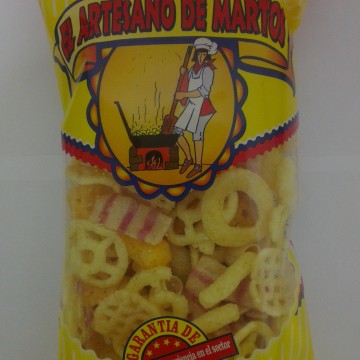 EL ARTESANO DE MARTOS
GARANTIA DE
en el sector